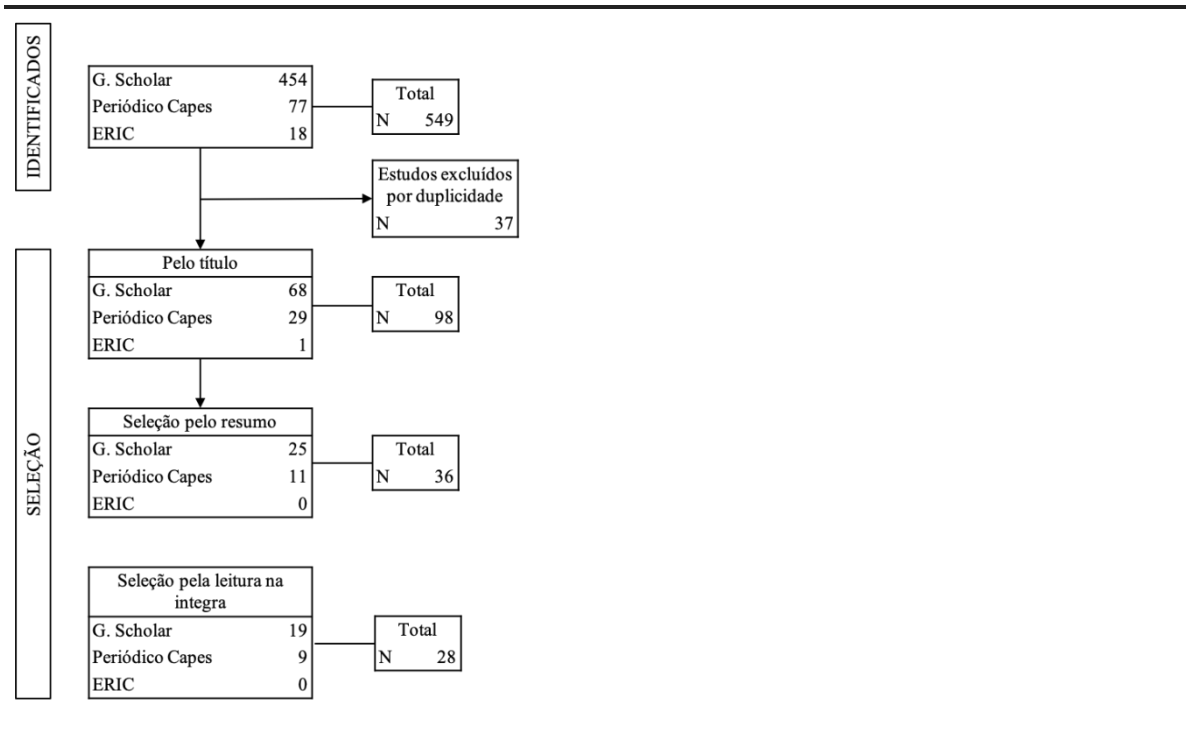 IDENTIFICADOS
G. Scholar 454
Periódico Capes 77
ERIC 18
Total
N 549
Estudos excluídos
por duplicidade
N 37
SELEÇÃO
Pelo título
G. Scholar 68
Periódico Capes 29
ERIC 1
Total
N 98
Seleção pelo resumo
G. Scholar 25
Periódico Capes 11
ERIC 0
Total
N 36
Seleção pela leitura na
integra
G. Scholar 19
Periódico Capes 9
ERIC 0
Total
N 28